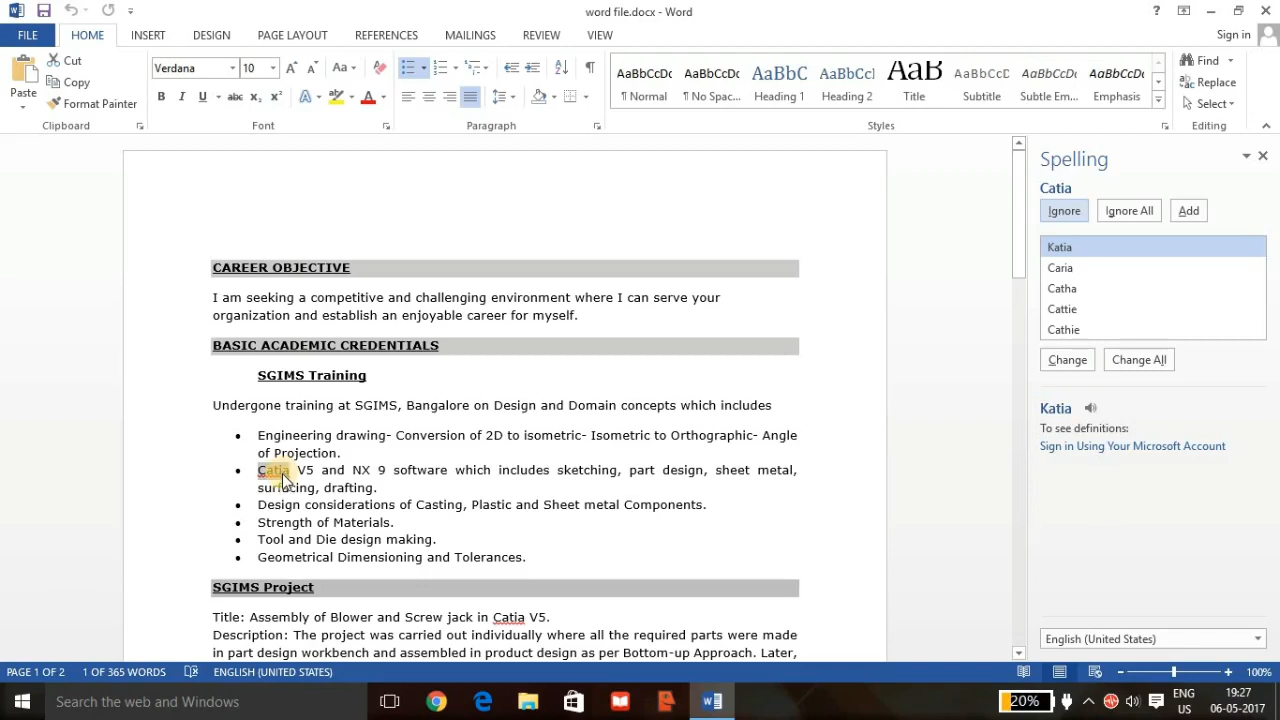 word file.docx - Word
?
FILE HOME INSERT DESIGN PAGE LAYOUT REFERENCES MAILINGS REVIEW VIEW Sign in
Paste
Cut
Copy
Format Painter
Clipboard
Verdana 10 Aa
B I U abc X₂ X² A A
Font
Paragraph
AaBbCcDc AaBbCcDc AaBbC AaBbCcl AaB AaBbCcDc AaBbCcDc AaBbCcDc
¶ Normal ¶ No Spac... Heading 1 Heading 2 Title Subtitle Subtle Em... Emphasis
Styles
Find
Replace
Select
Editing
CAREER OBJECTIVE
I am seeking a competitive and challenging environment where I can serve your
organization and establish an enjoyable career for myself.
BASIC ACADEMIC CREDENTIALS
SGIMS Training
Undergone training at SGIMS, Bangalore on Design and Domain concepts which includes
• Engineering drawing- Conversion of 2D to isometric- Isometric to Orthographic- Angle
of Projection.
• Catia V5 and NX 9 software which includes sketching, part design, sheet metal,
surfacing, drafting.
• Design considerations of Casting, Plastic and Sheet metal Components.
• Strength of Materials.
• Tool and Die design making.
• Geometrical Dimensioning and Tolerances.
SGIMS Project
Title: Assembly of Blower and Screw jack in Catia V5.
Description: The project was carried out individually where all the required parts were made
in part design workbench and assembled in product design as per Bottom-up Approach. Later,
Spelling
Catia
Ignore Ignore All Add
Katia
Caria
Catha
Cattie
Cathie
Change Change All
Katia
To see definitions:
Sign in Using Your Microsoft Account
English (United States)
PAGE 1 OF 2 1 OF 365 WORDS ENGLISH (UNITED STATES) 100%
Search the web and Windows
20%
ENG
US
19:27
06-05-2017